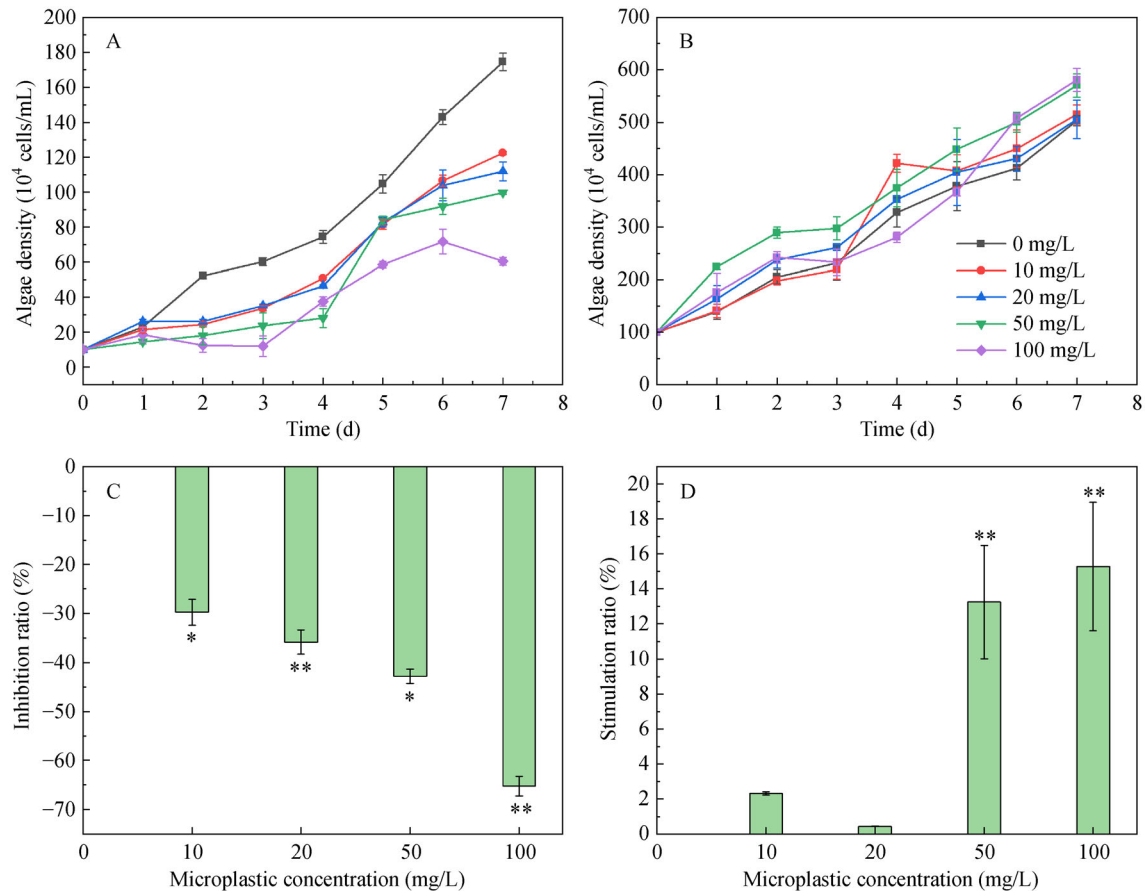 A
Algae density (10⁴ cells/mL)
200
180
160
140
120
100
80
60
40
20
0
0 1 2 3 4 5 6 7 8
Time (d)
B
Algae density (10⁴ cells/mL)
700
600
500
400
300
200
100
0
0 mg/L
10 mg/L
20 mg/L
50 mg/L
100 mg/L
0 1 2 3 4 5 6 7 8
Time (d)
C
Inhibition ratio (%)
0
−10
−20
−30
−40
−50
−60
−70
*
**
*
**
0 10 20 50 100
Microplastic concentration (mg/L)
D
Stimulation ratio (%)
20
18
16
14
12
10
8
6
4
2
0
**
**
0 10 20 50 100
Microplastic concentration (mg/L)